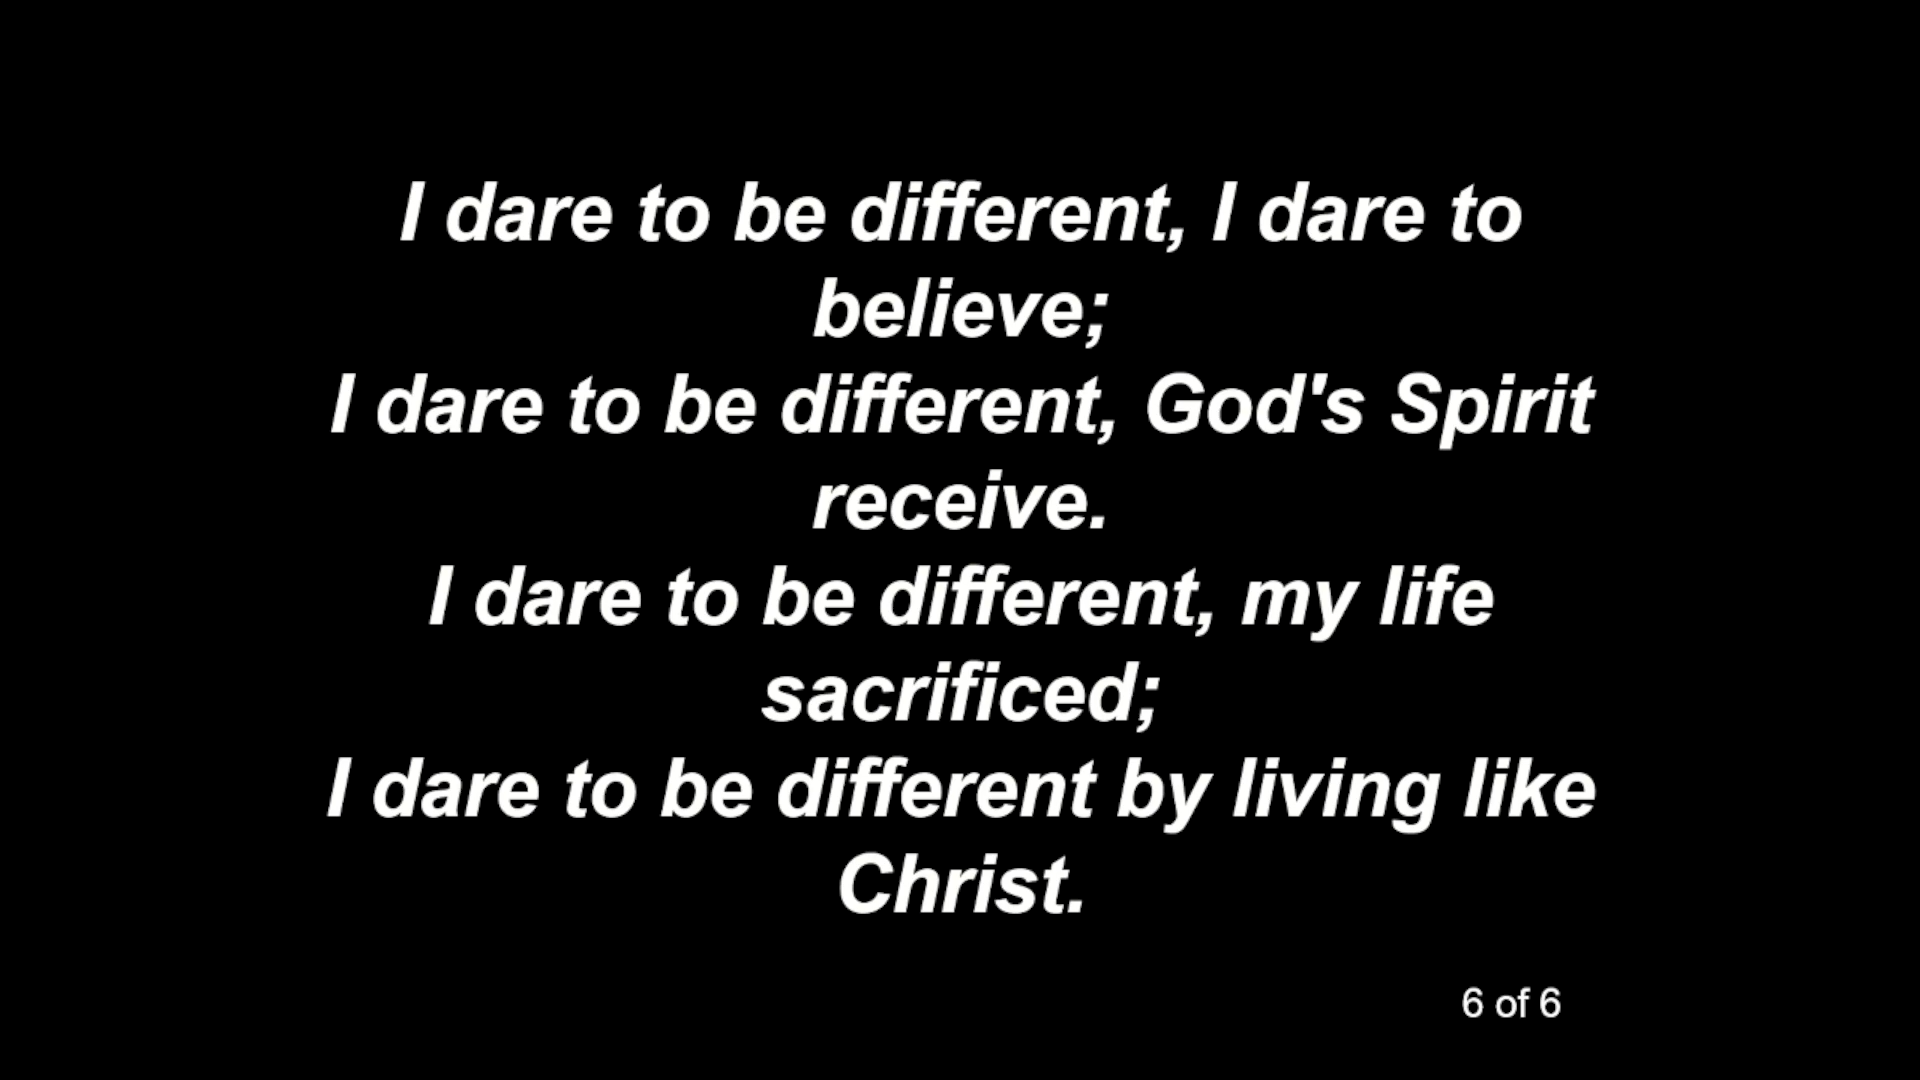 I dare to be different, I dare to
believe;
I dare to be different, God's Spirit
receive.
I dare to be different, my life
sacrificed;
I dare to be different by living like
Christ.
6 of 6